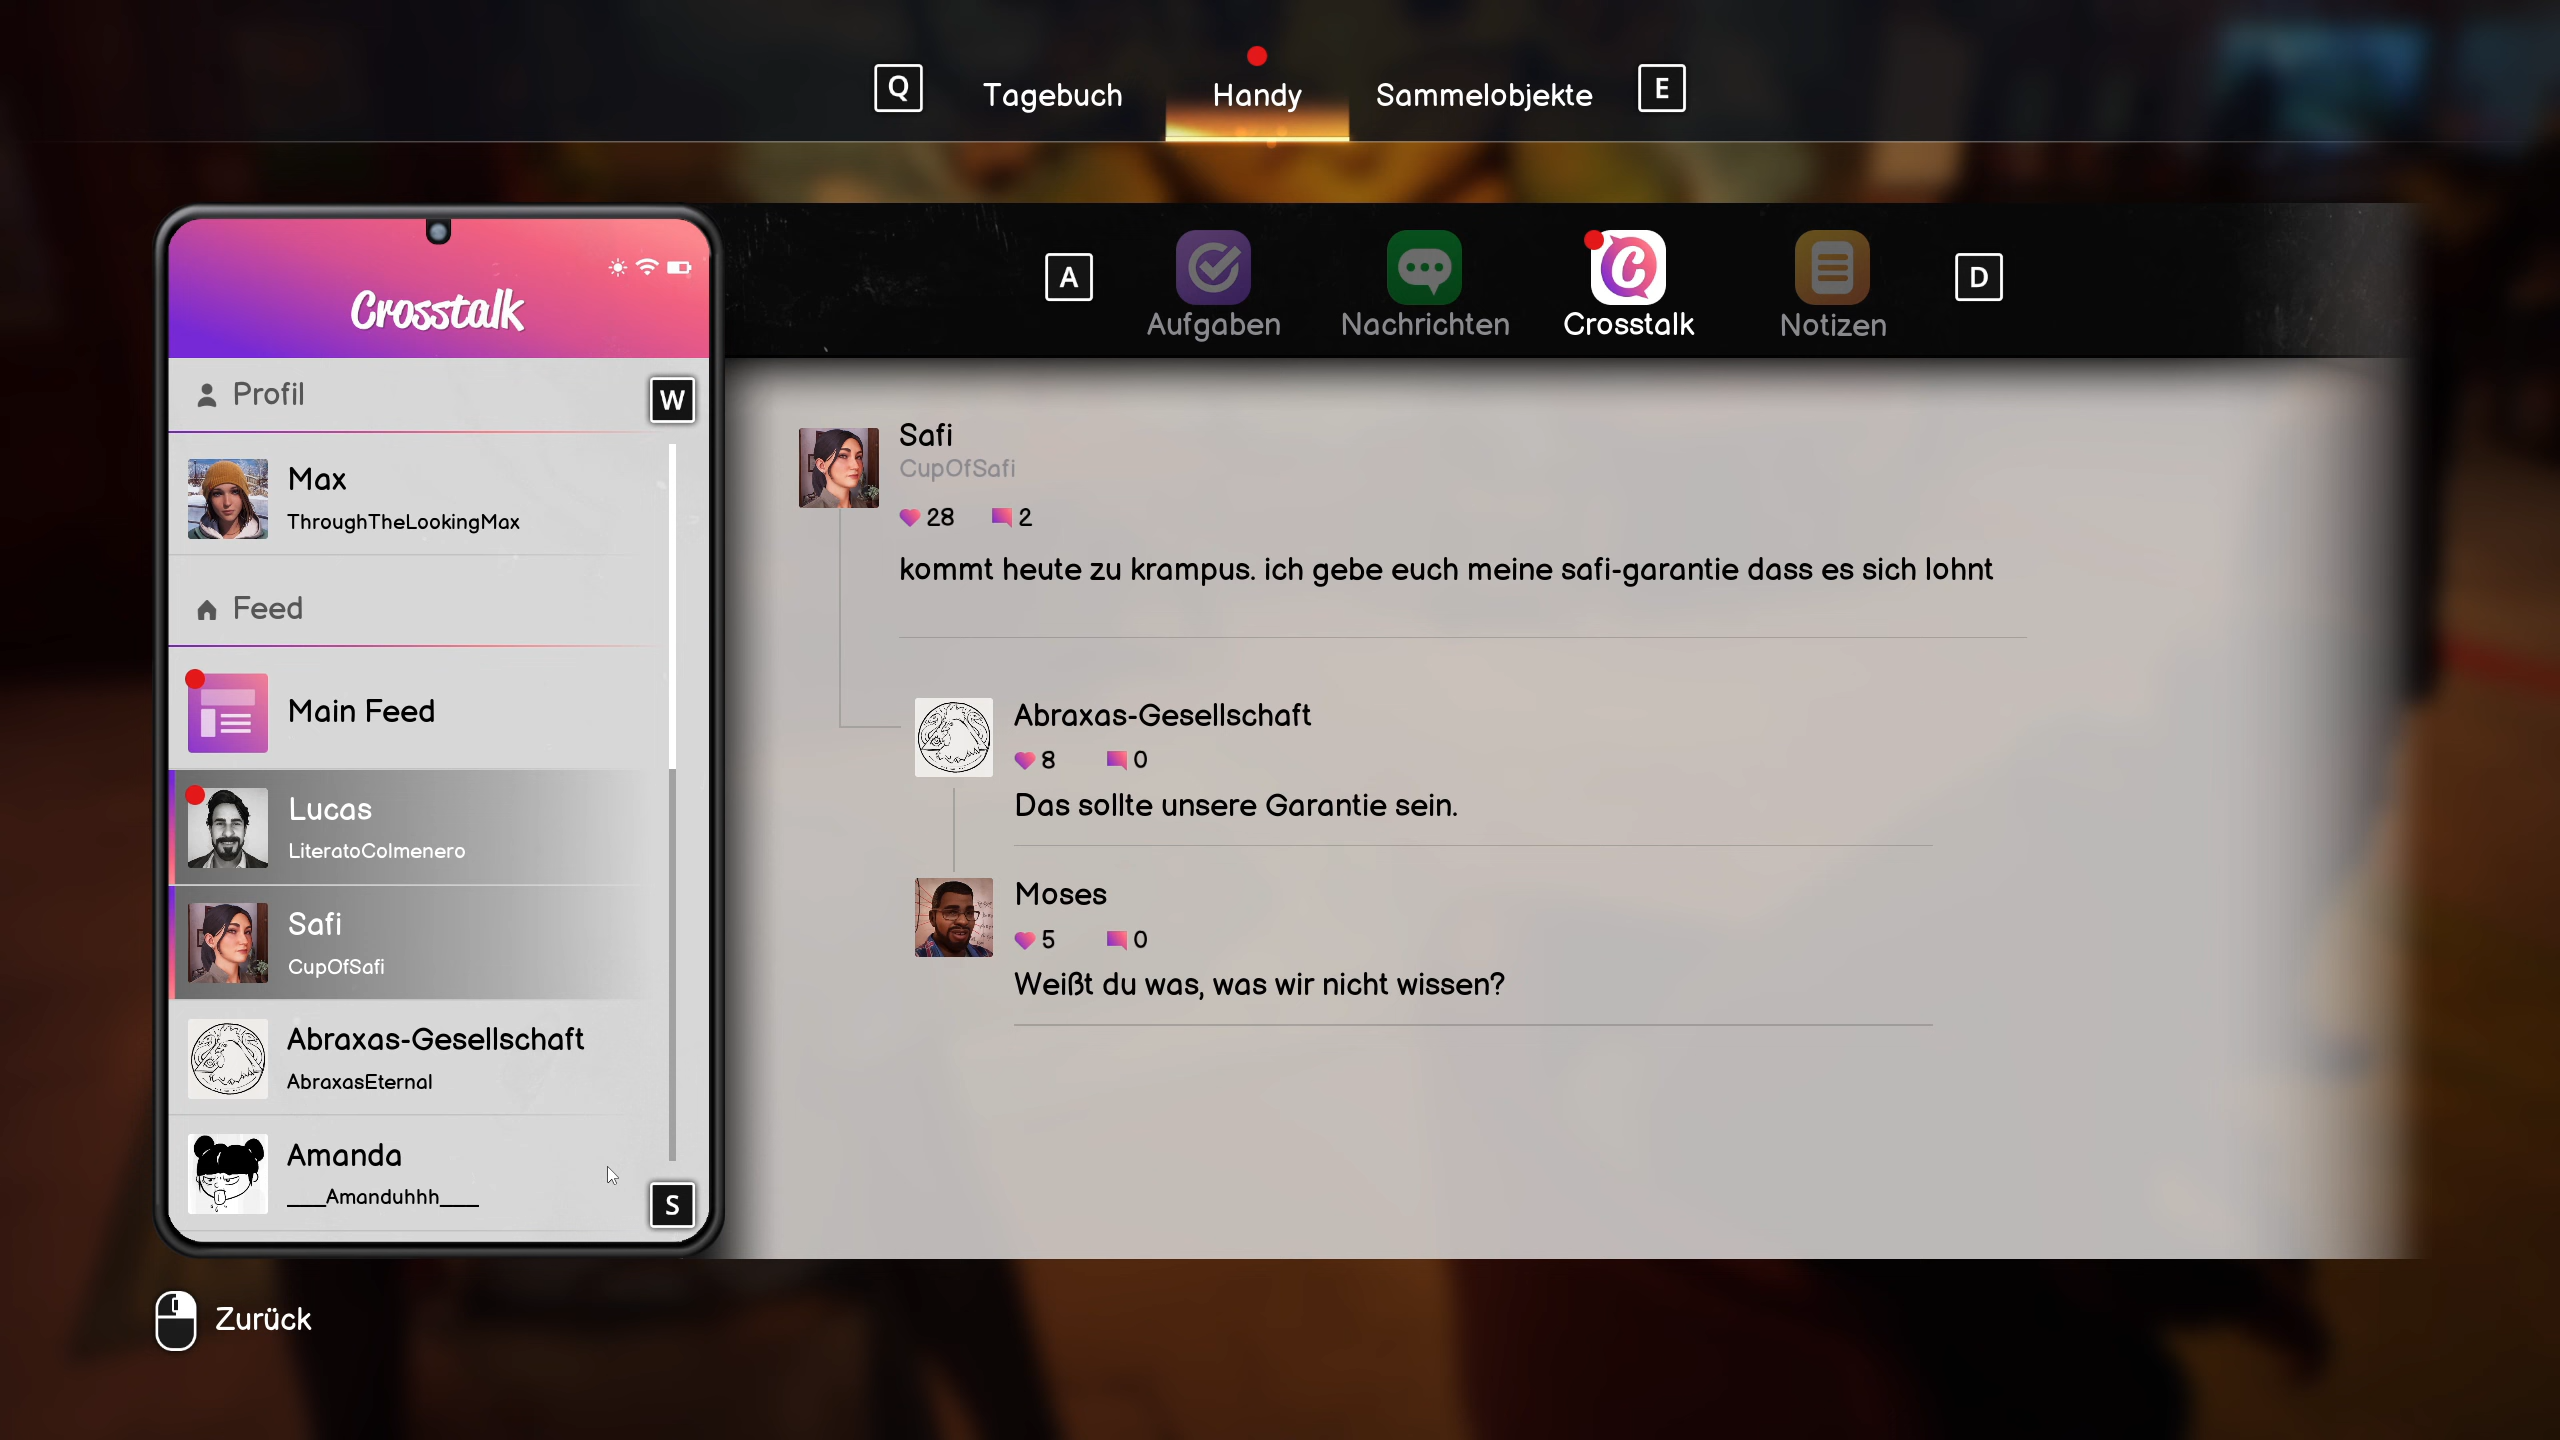 Q
Tagebuch
Handy
Sammelobjekte
E
Crosstalk
A
Aufgaben
Nachrichten
Crosstalk
Notizen
D
Profil
W
Max
ThroughTheLookingMax
Feed
Main Feed
Lucas
LiteratoColmenero
Safi
CupOfSafi
Abraxas-Gesellschaft
AbraxasEternal
Amanda
____Amanduhhh____
S
Safi
CupOfSafi
28 2
kommt heute zu krampus. ich gebe euch meine safi-garantie dass es sich lohnt
Abraxas-Gesellschaft
8 0
Das sollte unsere Garantie sein.
Moses
5 0
Weißt du was, was wir nicht wissen?
Zurück